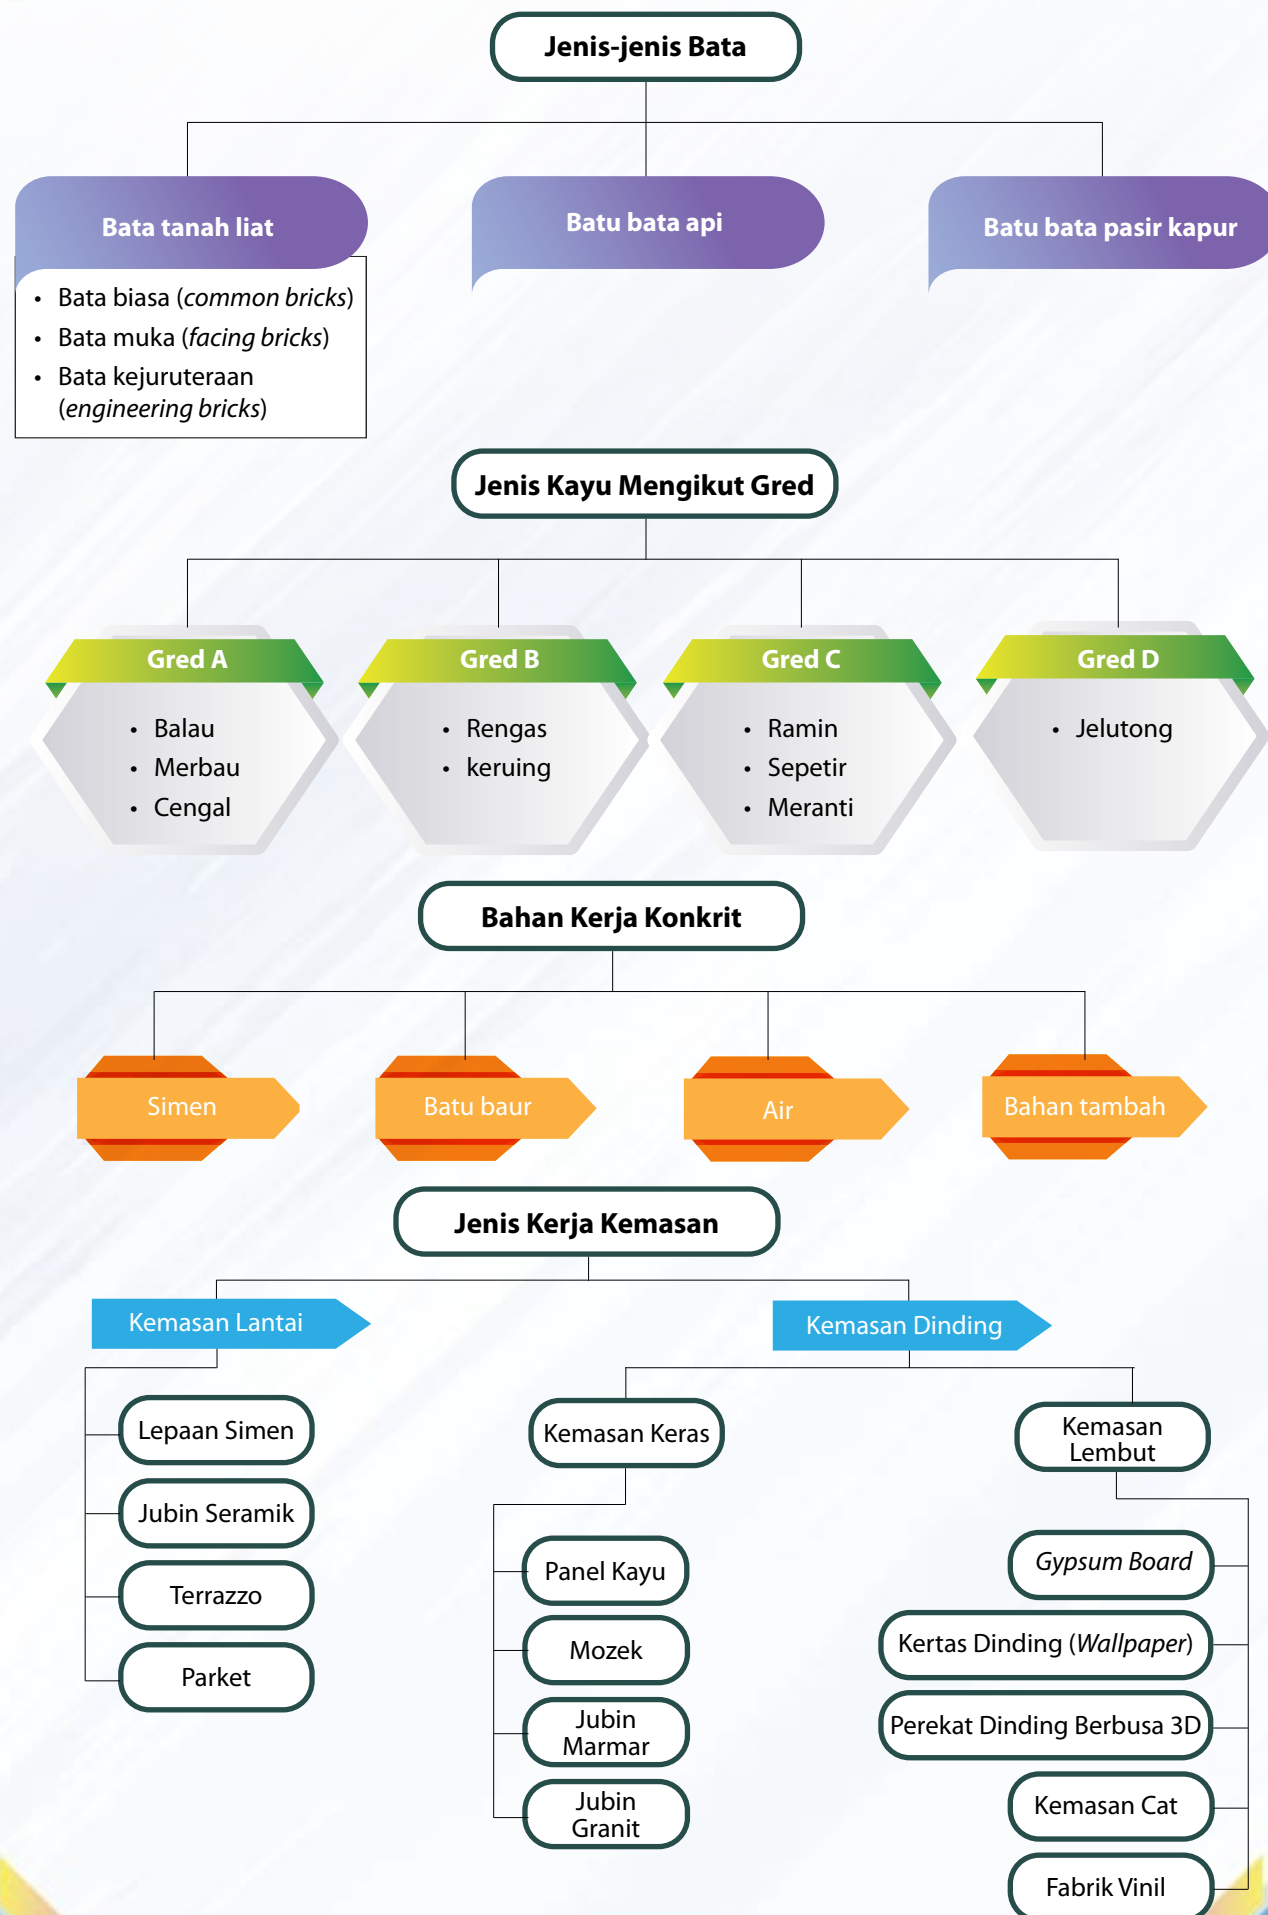 Jenis-jenis Bata
Bata tanah liat
Batu bata api
Batu bata pasir kapur
• Bata biasa (common bricks)
• Bata muka (facing bricks)
• Bata kejuruteraan
(engineering bricks)
Jenis Kayu Mengikut Gred
Gred A
• Balau
• Merbau
• Cengal
Gred B
• Rengas
• keruing
Gred C
• Ramin
• Sepetir
• Meranti
Gred D
• Jelutong
Bahan Kerja Konkrit
Simen
Batu baur
Air
Bahan tambah
Jenis Kerja Kemasan
Kemasan Lantai
Lepaan Simen
Jubin Seramik
Terrazzo
Parket
Kemasan Dinding
Kemasan Keras
Panel Kayu
Mozek
Jubin
Marmar
Jubin
Granit
Kemasan
Lembut
Gypsum Board
Kertas Dinding (Wallpaper)
Perekat Dinding Berbusa 3D
Kemasan Cat
Fabrik Vinil